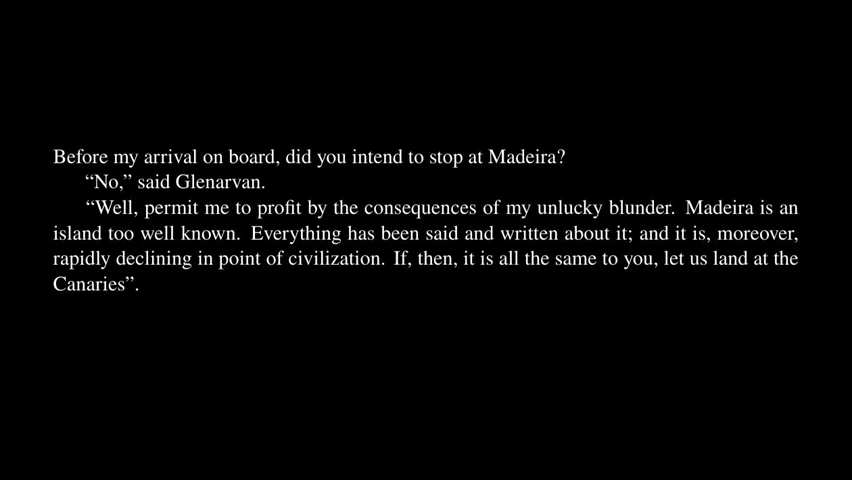 Before my arrival on board, did you intend to stop at Madeira?
“No,” said Glenarvan.
“Well, permit me to profit by the consequences of my unlucky blunder. Madeira is an
island too well known. Everything has been said and written about it; and it is, moreover,
rapidly declining in point of civilization. If, then, it is all the same to you, let us land at the
Canaries”.